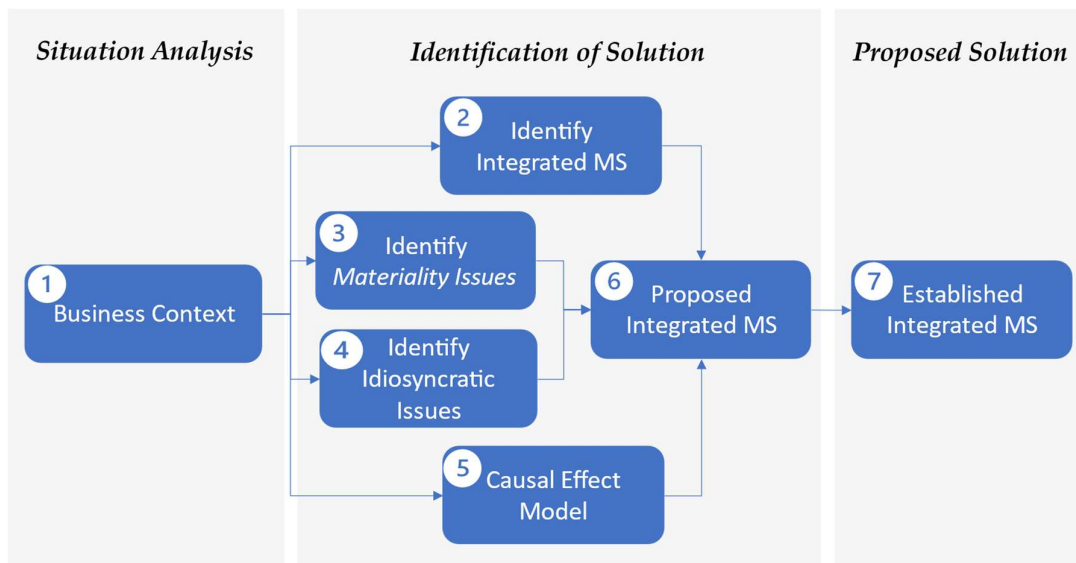 Situation Analysis
Identification of Solution
Proposed Solution
1
Business Context
2
Identify
Integrated MS
3
Identify
Materiality Issues
4
Identify
Idiosyncratic
Issues
5
Causal Effect
Model
6
Proposed
Integrated MS
7
Established
Integrated MS